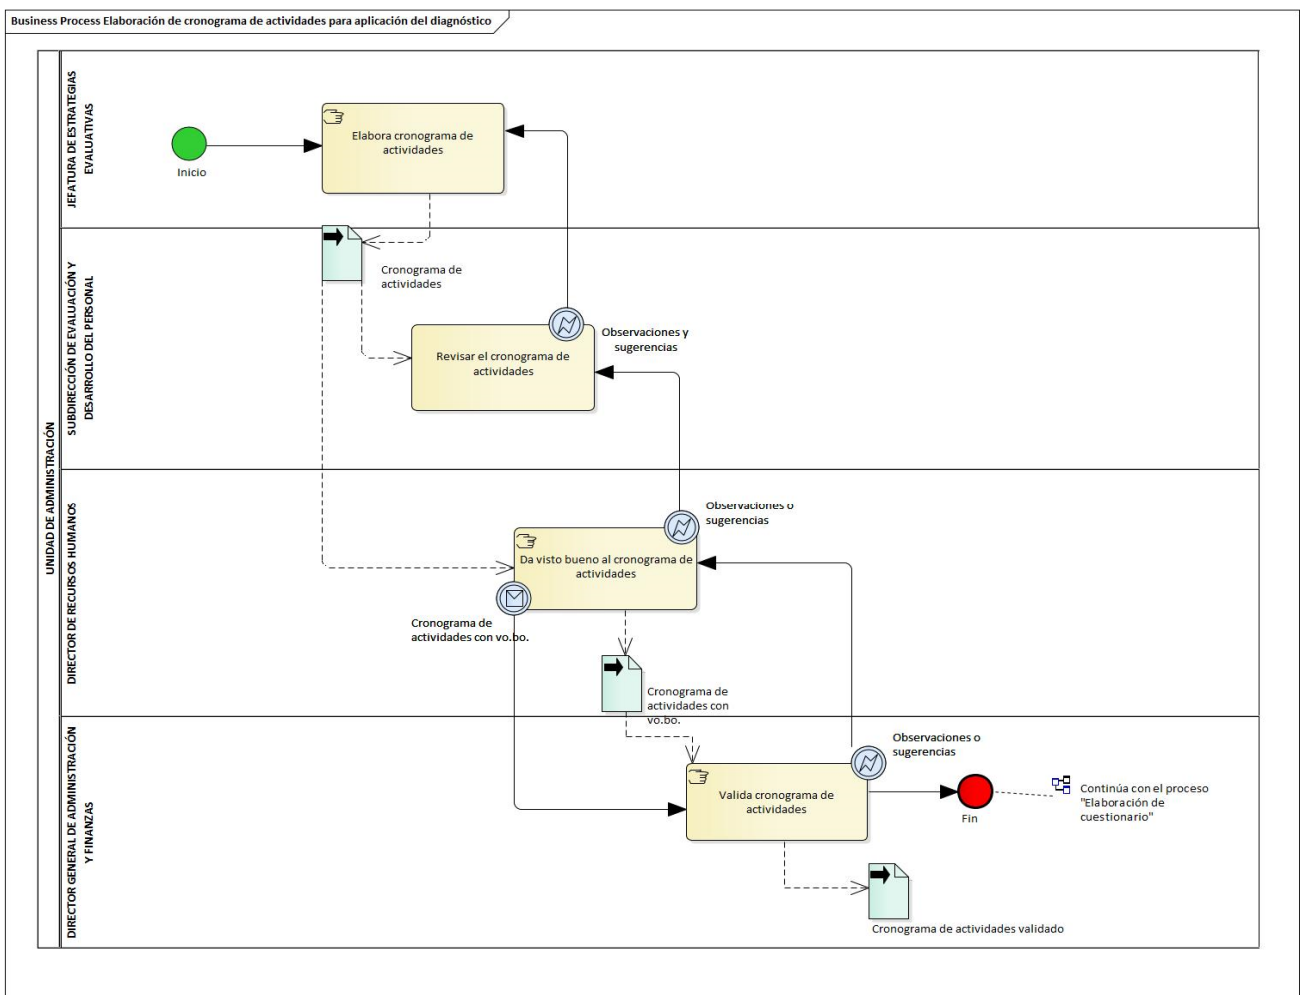 Business Process Elaboración de cronograma de actividades para aplicación del diagnóstico
UNIDAD DE ADMINISTRACIÓN
JEFATURA DE ESTRATEGIAS
EVALUATIVAS
Inicio
Elabora cronograma de
actividades
SUBDIRECCIÓN DE EVALUACIÓN Y
DESARROLLO DEL PERSONAL
Cronograma de
actividades
Revisar el cronograma de
actividades
Observaciones y
sugerencias
DIRECTOR DE RECURSOS HUMANOS
Observaciones o
sugerencias
Da visto bueno al cronograma de
actividades
Cronograma de
actividades con vo.bo.
Cronograma de
actividades con
vo.bo.
DIRECTOR GENERAL DE ADMINISTRACIÓN
Y FINANZAS
Observaciones o
sugerencias
Valida cronograma de
actividades
Fin
Continúa con el proceso
"Elaboración de
cuestionario"
Cronograma de actividades validado